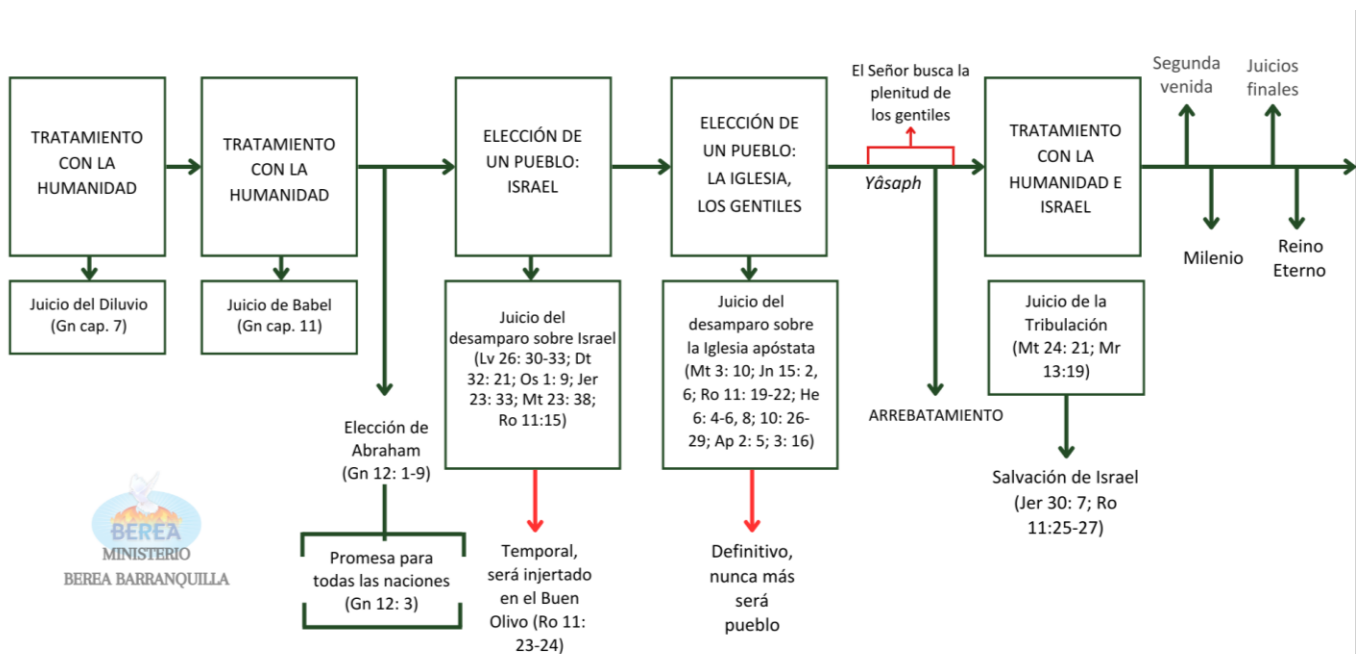 TRATAMIENTO
CON LA
HUMANIDAD
Juicio del Diluvio
(Gn cap. 7)
TRATAMIENTO
CON LA
HUMANIDAD
Juicio de Babel
(Gn cap. 11)
Elección de
Abraham
(Gn 12: 1-9)
Promesa para
todas las naciones
(Gn 12: 3)
ELECCIÓN DE
UN PUEBLO:
ISRAEL
Juicio del
desamparo sobre Israel
(Lv 26: 30-33; Dt
32: 21; Os 1: 9; Jer
23: 33; Mt 23: 38;
Ro 11:15)
Temporal,
será injertado
en el Buen
Olivo (Ro 11:
23-24)
ELECCIÓN DE
UN PUEBLO:
LA IGLESIA,
LOS GENTILES
Juicio del
desamparo sobre
la Iglesia apóstata
(Mt 3: 10; Jn 15: 2,
6; Ro 11: 19-22; He
6: 4-6, 8; 10: 26-
29; Ap 2: 5; 3: 16)
Definitivo,
nunca más
será
pueblo
El Señor busca la
plenitud de
los gentiles
Yâsaph
ARREBATAMIENTO
TRATAMIENTO
CON LA
HUMANIDAD E
ISRAEL
Juicio de la
Tribulación
(Mt 24: 21; Mr
13:19)
Salvación de Israel
(Jer 30: 7; Ro
11:25-27)
Segunda
venida
Milenio
Juicios
finales
Reino
Eterno
BEREA
MINISTERIO
BEREA BARRANQUILLA